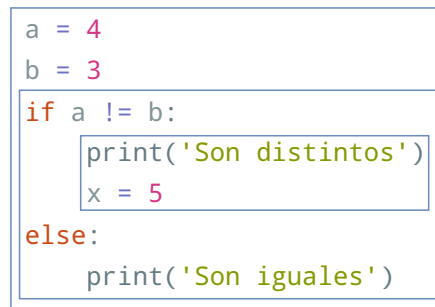 a = 4
b = 3
if a != b:
    print('Son distintos')
    x = 5
else:
    print('Son iguales')